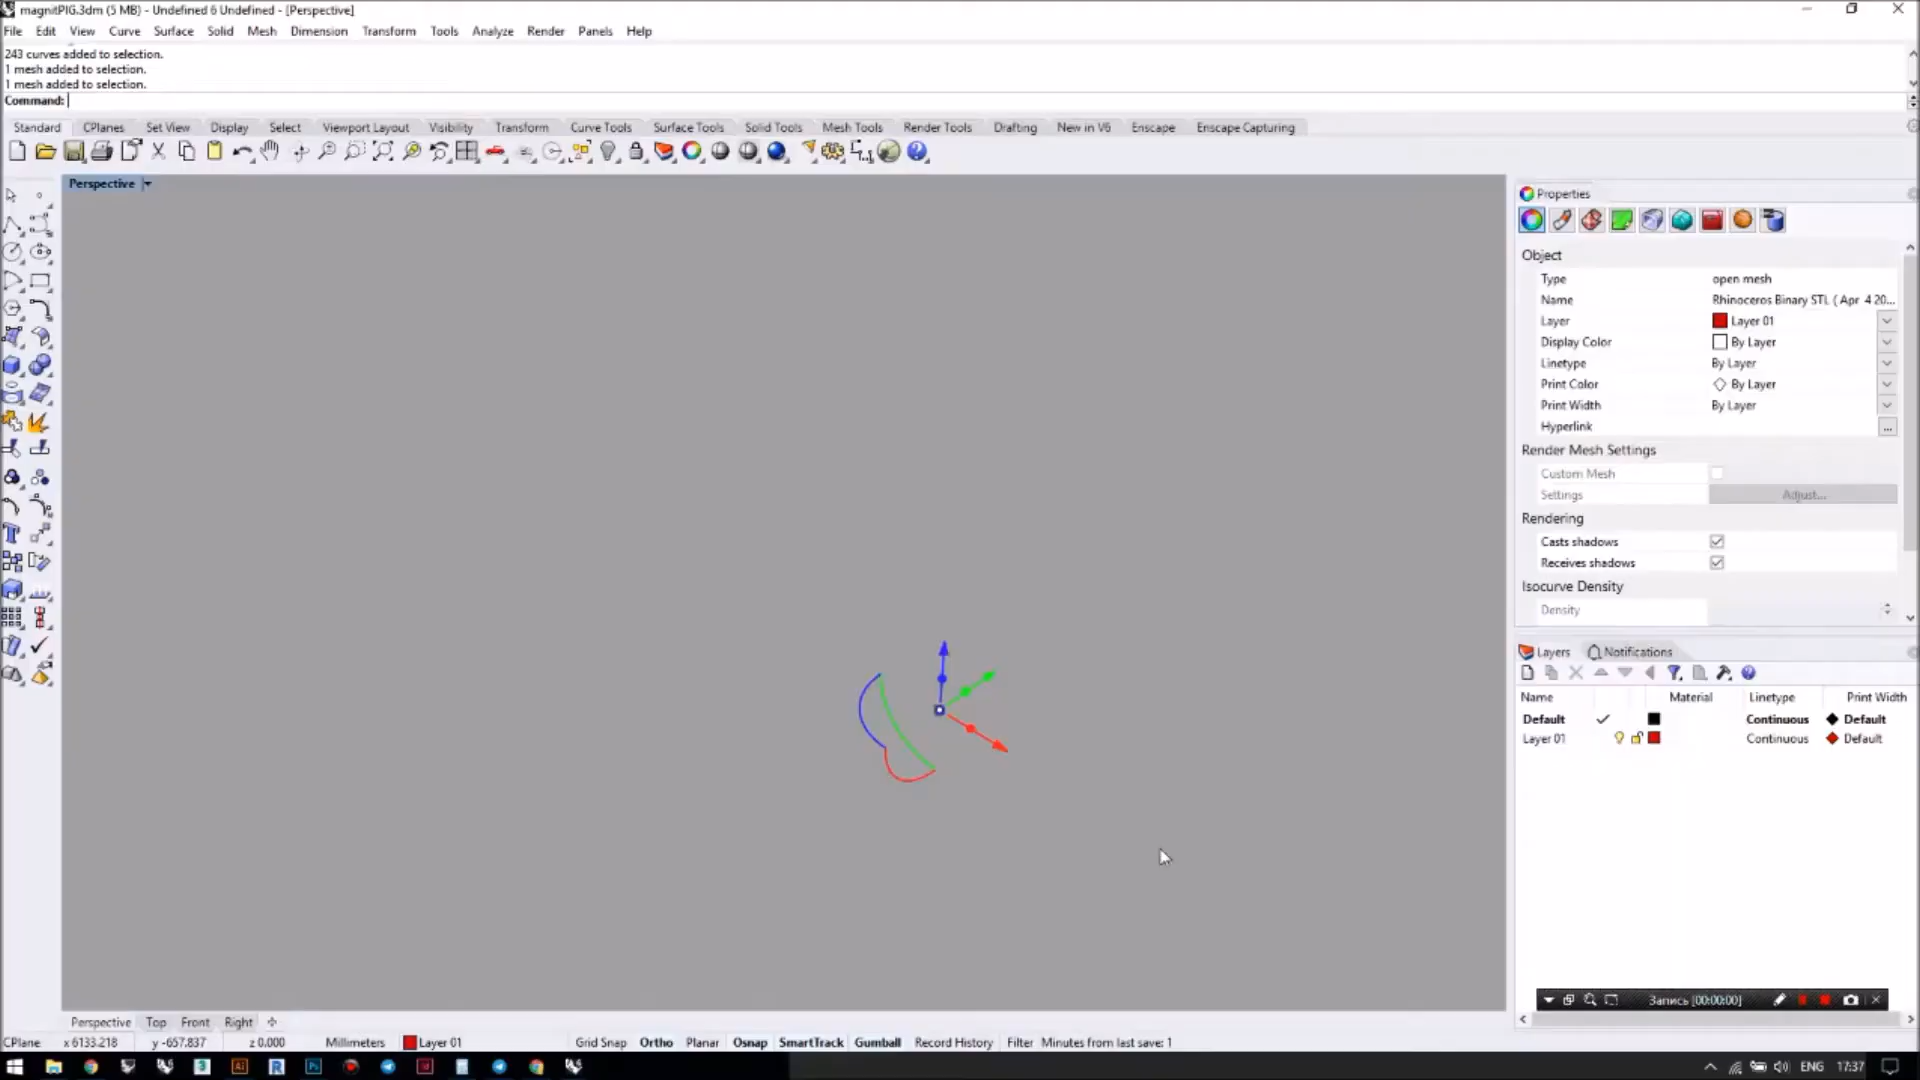 magnitPIG.3dm (5 MB) - Undefined 6 Undefined - [Perspective]
File Edit View Curve Surface Solid Mesh Dimension Transform Tools Analyze Render Panels Help
243 curves added to selection.
1 mesh added to selection.
1 mesh added to selection.
Command:
Standard CPlanes Set View Display Select Viewport Layout Visibility Transform Curve Tools Surface Tools Solid Tools Mesh Tools Render Tools Drafting New in V6 Enscape Enscape Capturing
Perspective
Properties
Object
Type open mesh
Name Rhinoceros Binary STL ( Apr 4 20...
Layer Layer 01
Display Color By Layer
Linetype By Layer
Print Color By Layer
Print Width By Layer
Hyperlink ...
Render Mesh Settings
Custom Mesh
Settings Adjust...
Rendering
Casts shadows
Receives shadows
Isocurve Density
Density
Layers Notifications
Name Material Linetype Print Width
Default Continuous Default
Layer 01 Continuous Default
Запись [00:00:00]
Perspective Top Front Right
CPlane x 6133.218 y -657.837 z 0.000 Millimeters Layer 01 Grid Snap Ortho Planar Osnap SmartTrack Gumball Record History Filter Minutes from last save: 1
ENG 17:37